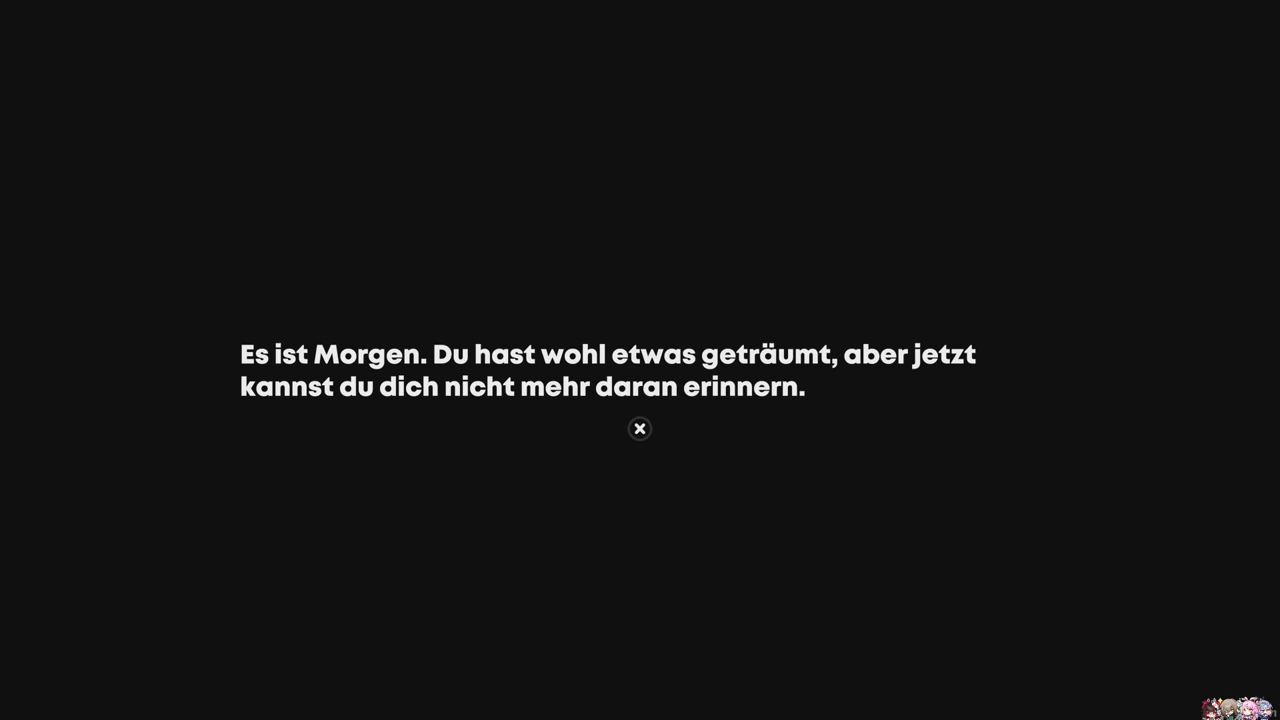 Es ist Morgen. Du hast wohl etwas geträumt, aber jetzt
kannst du dich nicht mehr daran erinnern.